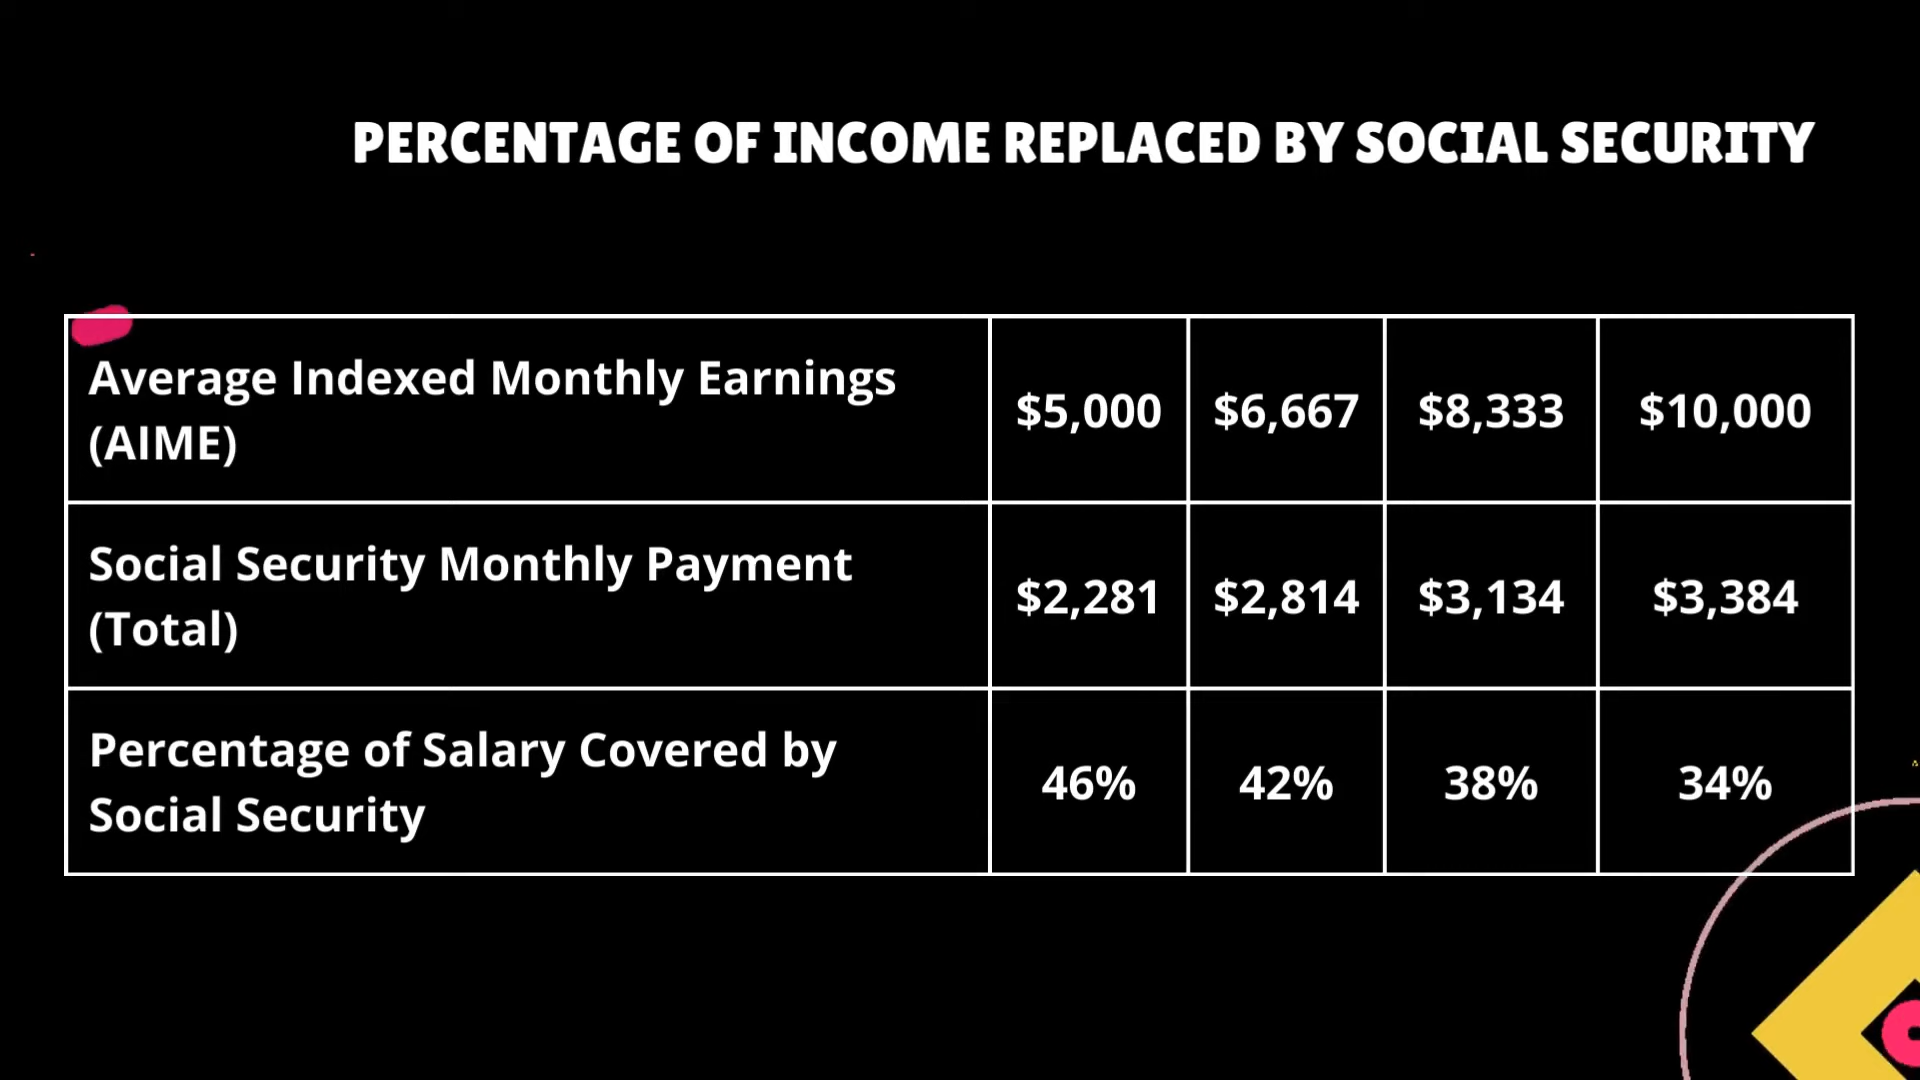 PERCENTAGE OF INCOME REPLACED BY SOCIAL SECURITY
Average Indexed Monthly Earnings
(AIME)
$5,000
$6,667
$8,333
$10,000
Social Security Monthly Payment
(Total)
$2,281
$2,814
$3,134
$3,384
Percentage of Salary Covered by
Social Security
46%
42%
38%
34%